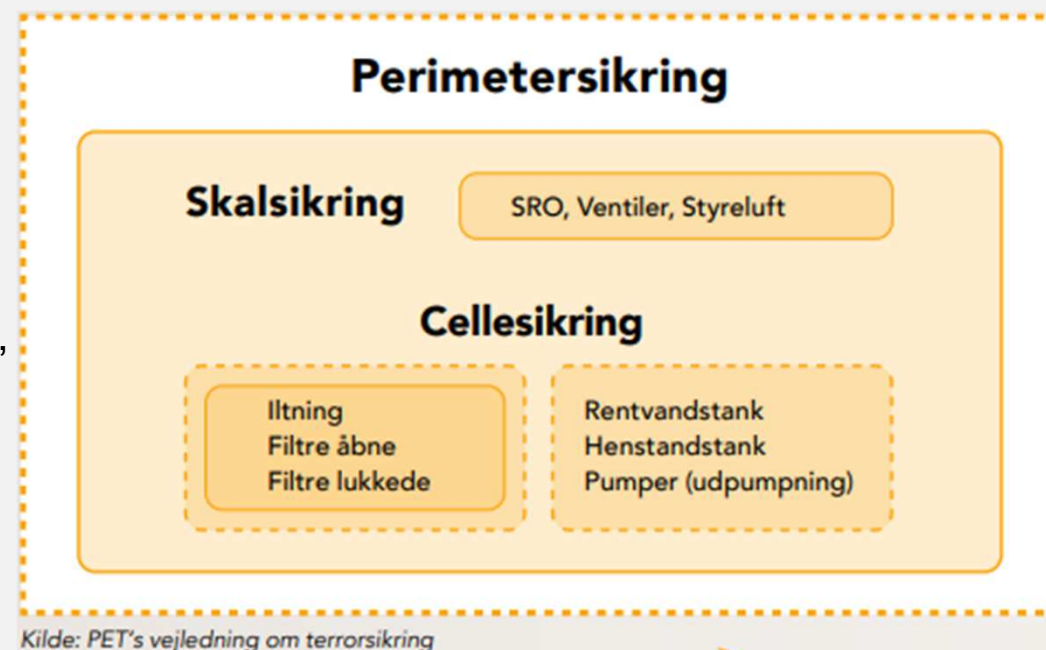 Perimetersikring
Skalsikring
SRO, Ventiler, Styreluft
Cellesikring
,
Iltning
Filtre åbne
Filtre lukkede
Rentvandstank
Henstandstank
Pumper (udpumpning)
Kilde: PET's vejledning om terrorsikring